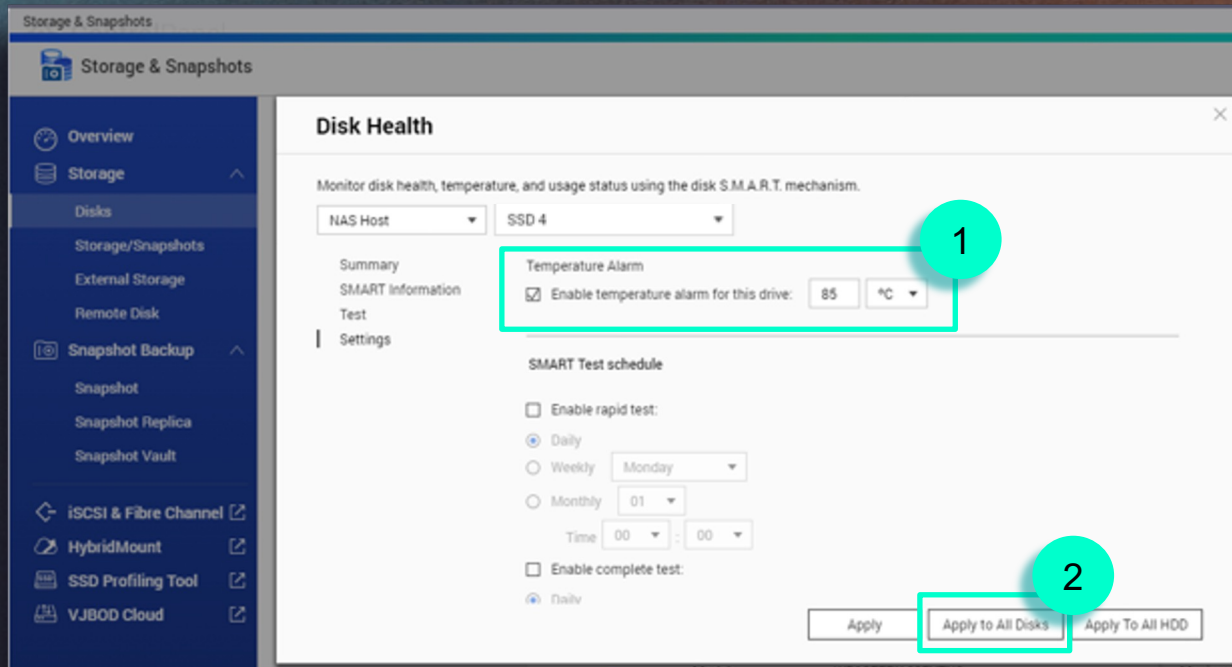 Storage & Snapshots
Storage & Snapshots
Overview
Storage
Disks
Storage/Snapshots
External Storage
Remote Disk
Snapshot Backup
Snapshot
Snapshot Replica
Snapshot Vault
iSCSI & Fibre Channel
HybridMount
SSD Profiling Tool
VJBOD Cloud
Disk Health
Monitor disk health, temperature, and usage status using the disk S.M.A.R.T. mechanism.
NAS Host SSD 4
Summary
SMART Information
Test
Settings
1
Temperature Alarm
Enable temperature alarm for this drive: 85 °C
SMART Test schedule
Enable rapid test:
Daily
Weekly Monday
Monthly 01
Time 00 : 00
Enable complete test:
Daily
2
Apply Apply to All Disks Apply To All HDD